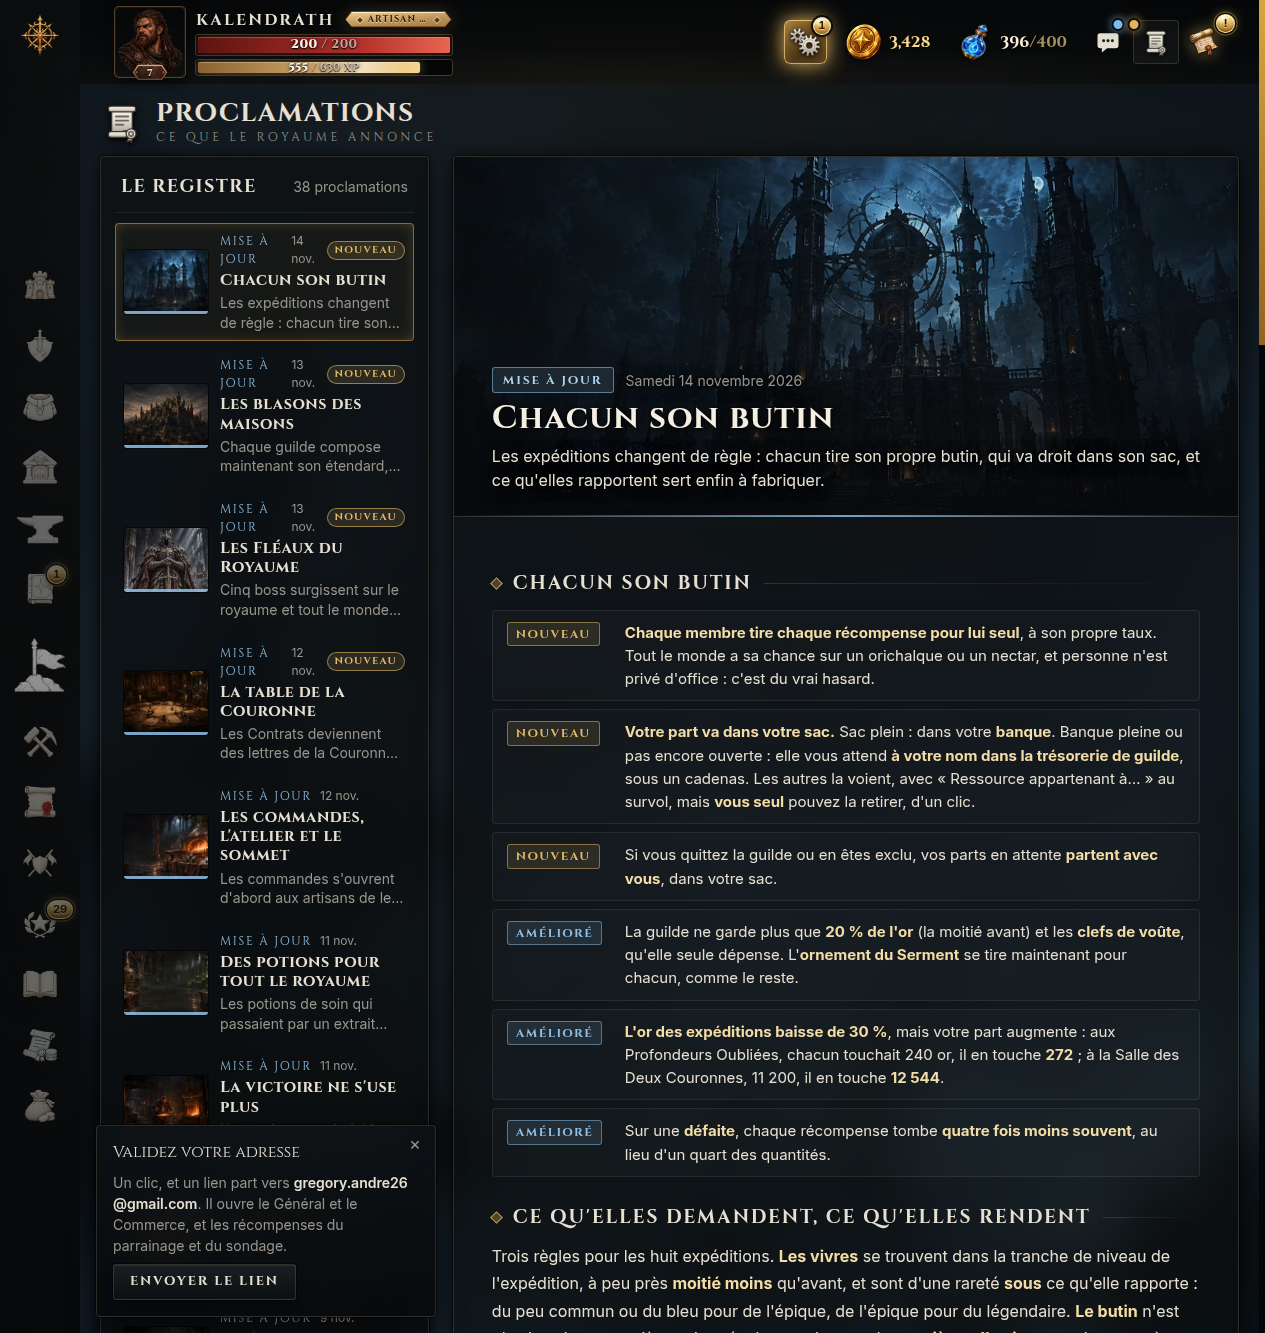 KALENDRATH
ARTISAN ...
200 / 200
555 / 630 XP
7
1
3,428
396/400
!
PROCLAMATIONS
CE QUE LE ROYAUME ANNONCE
LE REGISTRE
38 proclamations
MISE À JOUR
14 nov.
NOUVEAU
CHACUN SON BUTIN
Les expéditions changent
de règle : chacun tire son...
MISE À JOUR
13 nov.
NOUVEAU
LES BLASONS DES
MAISONS
Chaque guilde compose
maintenant son étendard,...
MISE À JOUR
13 nov.
NOUVEAU
LES FLÉAUX DU
ROYAUME
Cinq boss surgissent sur le
royaume et tout le monde...
MISE À JOUR
12 nov.
NOUVEAU
LA TABLE DE LA
COURONNE
Les Contrats deviennent
des lettres de la Couronn...
MISE À JOUR 12 nov.
LES COMMANDES,
L'ATELIER ET LE
SOMMET
Les commandes s'ouvrent
d'abord aux artisans de le...
MISE À JOUR 11 nov.
DES POTIONS POUR
TOUT LE ROYAUME
Les potions de soin qui
passaient par un extrait...
MISE À JOUR 11 nov.
LA VICTOIRE NE S'USE
PLUS
1
29
VALIDEZ VOTRE ADRESSE
×
Un clic, et un lien part vers gregory.andre26
@gmail.com. Il ouvre le Général et le
Commerce, et les récompenses du
parrainage et du sondage.
ENVOYER LE LIEN
MISE À JOUR 9 nov.
MISE À JOUR
Samedi 14 novembre 2026
CHACUN SON BUTIN
Les expéditions changent de règle : chacun tire son propre butin, qui va droit dans son sac, et
ce qu'elles rapportent sert enfin à fabriquer.
CHACUN SON BUTIN
NOUVEAU
Chaque membre tire chaque récompense pour lui seul, à son propre taux.
Tout le monde a sa chance sur un orichalque ou un nectar, et personne n'est
privé d'office : c'est du vrai hasard.
NOUVEAU
Votre part va dans votre sac. Sac plein : dans votre banque. Banque pleine ou
pas encore ouverte : elle vous attend à votre nom dans la trésorerie de guilde,
sous un cadenas. Les autres la voient, avec « Ressource appartenant à... » au
survol, mais vous seul pouvez la retirer, d'un clic.
NOUVEAU
Si vous quittez la guilde ou en êtes exclu, vos parts en attente partent avec
vous, dans votre sac.
AMÉLIORÉ
La guilde ne garde plus que 20 % de l'or (la moitié avant) et les clefs de voûte,
qu'elle seule dépense. L'ornement du Serment se tire maintenant pour
chacun, comme le reste.
AMÉLIORÉ
L'or des expéditions baisse de 30 %, mais votre part augmente : aux
Profondeurs Oubliées, chacun touchait 240 or, il en touche 272 ; à la Salle des
Deux Couronnes, 11 200, il en touche 12 544.
AMÉLIORÉ
Sur une défaite, chaque récompense tombe quatre fois moins souvent, au
lieu d'un quart des quantités.
CE QU'ELLES DEMANDENT, CE QU'ELLES RENDENT
Trois règles pour les huit expéditions. Les vivres se trouvent dans la tranche de niveau de
l'expédition, à peu près moitié moins qu'avant, et sont d'une rareté sous ce qu'elle rapporte :
du peu commun ou du bleu pour de l'épique, de l'épique pour du légendaire. Le butin n'est